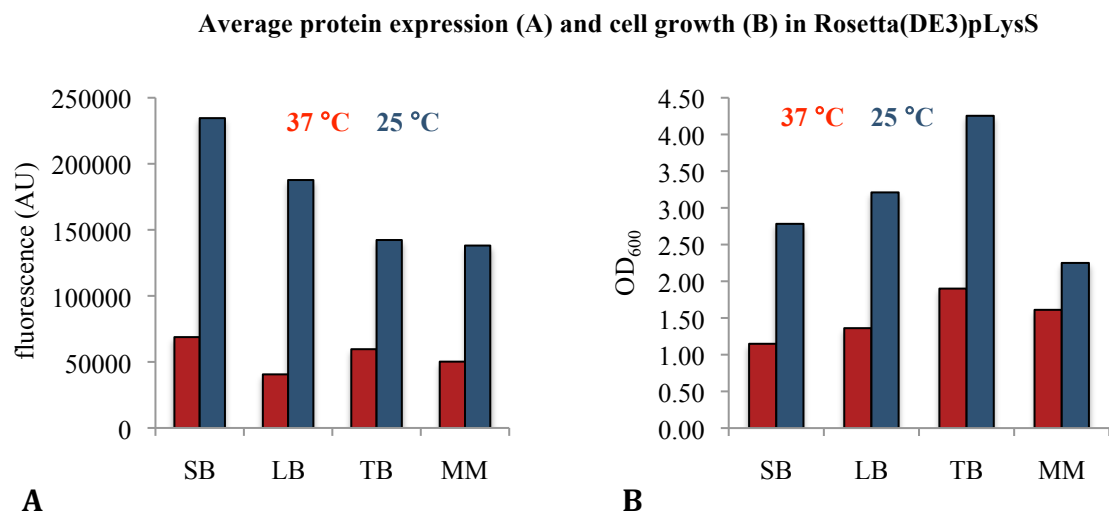 Average protein expression (A) and cell growth (B) in Rosetta(DE3)pLysS
fluorescence (AU)
250000
200000
150000
100000
50000
0
37 °C 25 °C
SB LB TB MM
A
OD600
4.50
4.00
3.50
3.00
2.50
2.00
1.50
1.00
0.50
0.00
37 °C 25 °C
SB LB TB MM
B